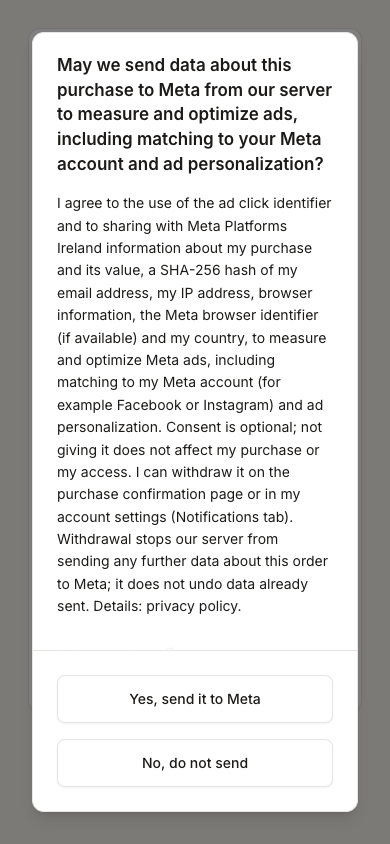 May we send data about this
purchase to Meta from our server
to measure and optimize ads,
including matching to your Meta
account and ad personalization?
I agree to the use of the ad click identifier
and to sharing with Meta Platforms
Ireland information about my purchase
and its value, a SHA-256 hash of my
email address, my IP address, browser
information, the Meta browser identifier
(if available) and my country, to measure
and optimize Meta ads, including
matching to my Meta account (for
example Facebook or Instagram) and ad
personalization. Consent is optional; not
giving it does not affect my purchase or
my access. I can withdraw it on the
purchase confirmation page or in my
account settings (Notifications tab).
Withdrawal stops our server from
sending any further data about this order
to Meta; it does not undo data already
sent. Details: privacy policy.
Yes, send it to Meta
No, do not send